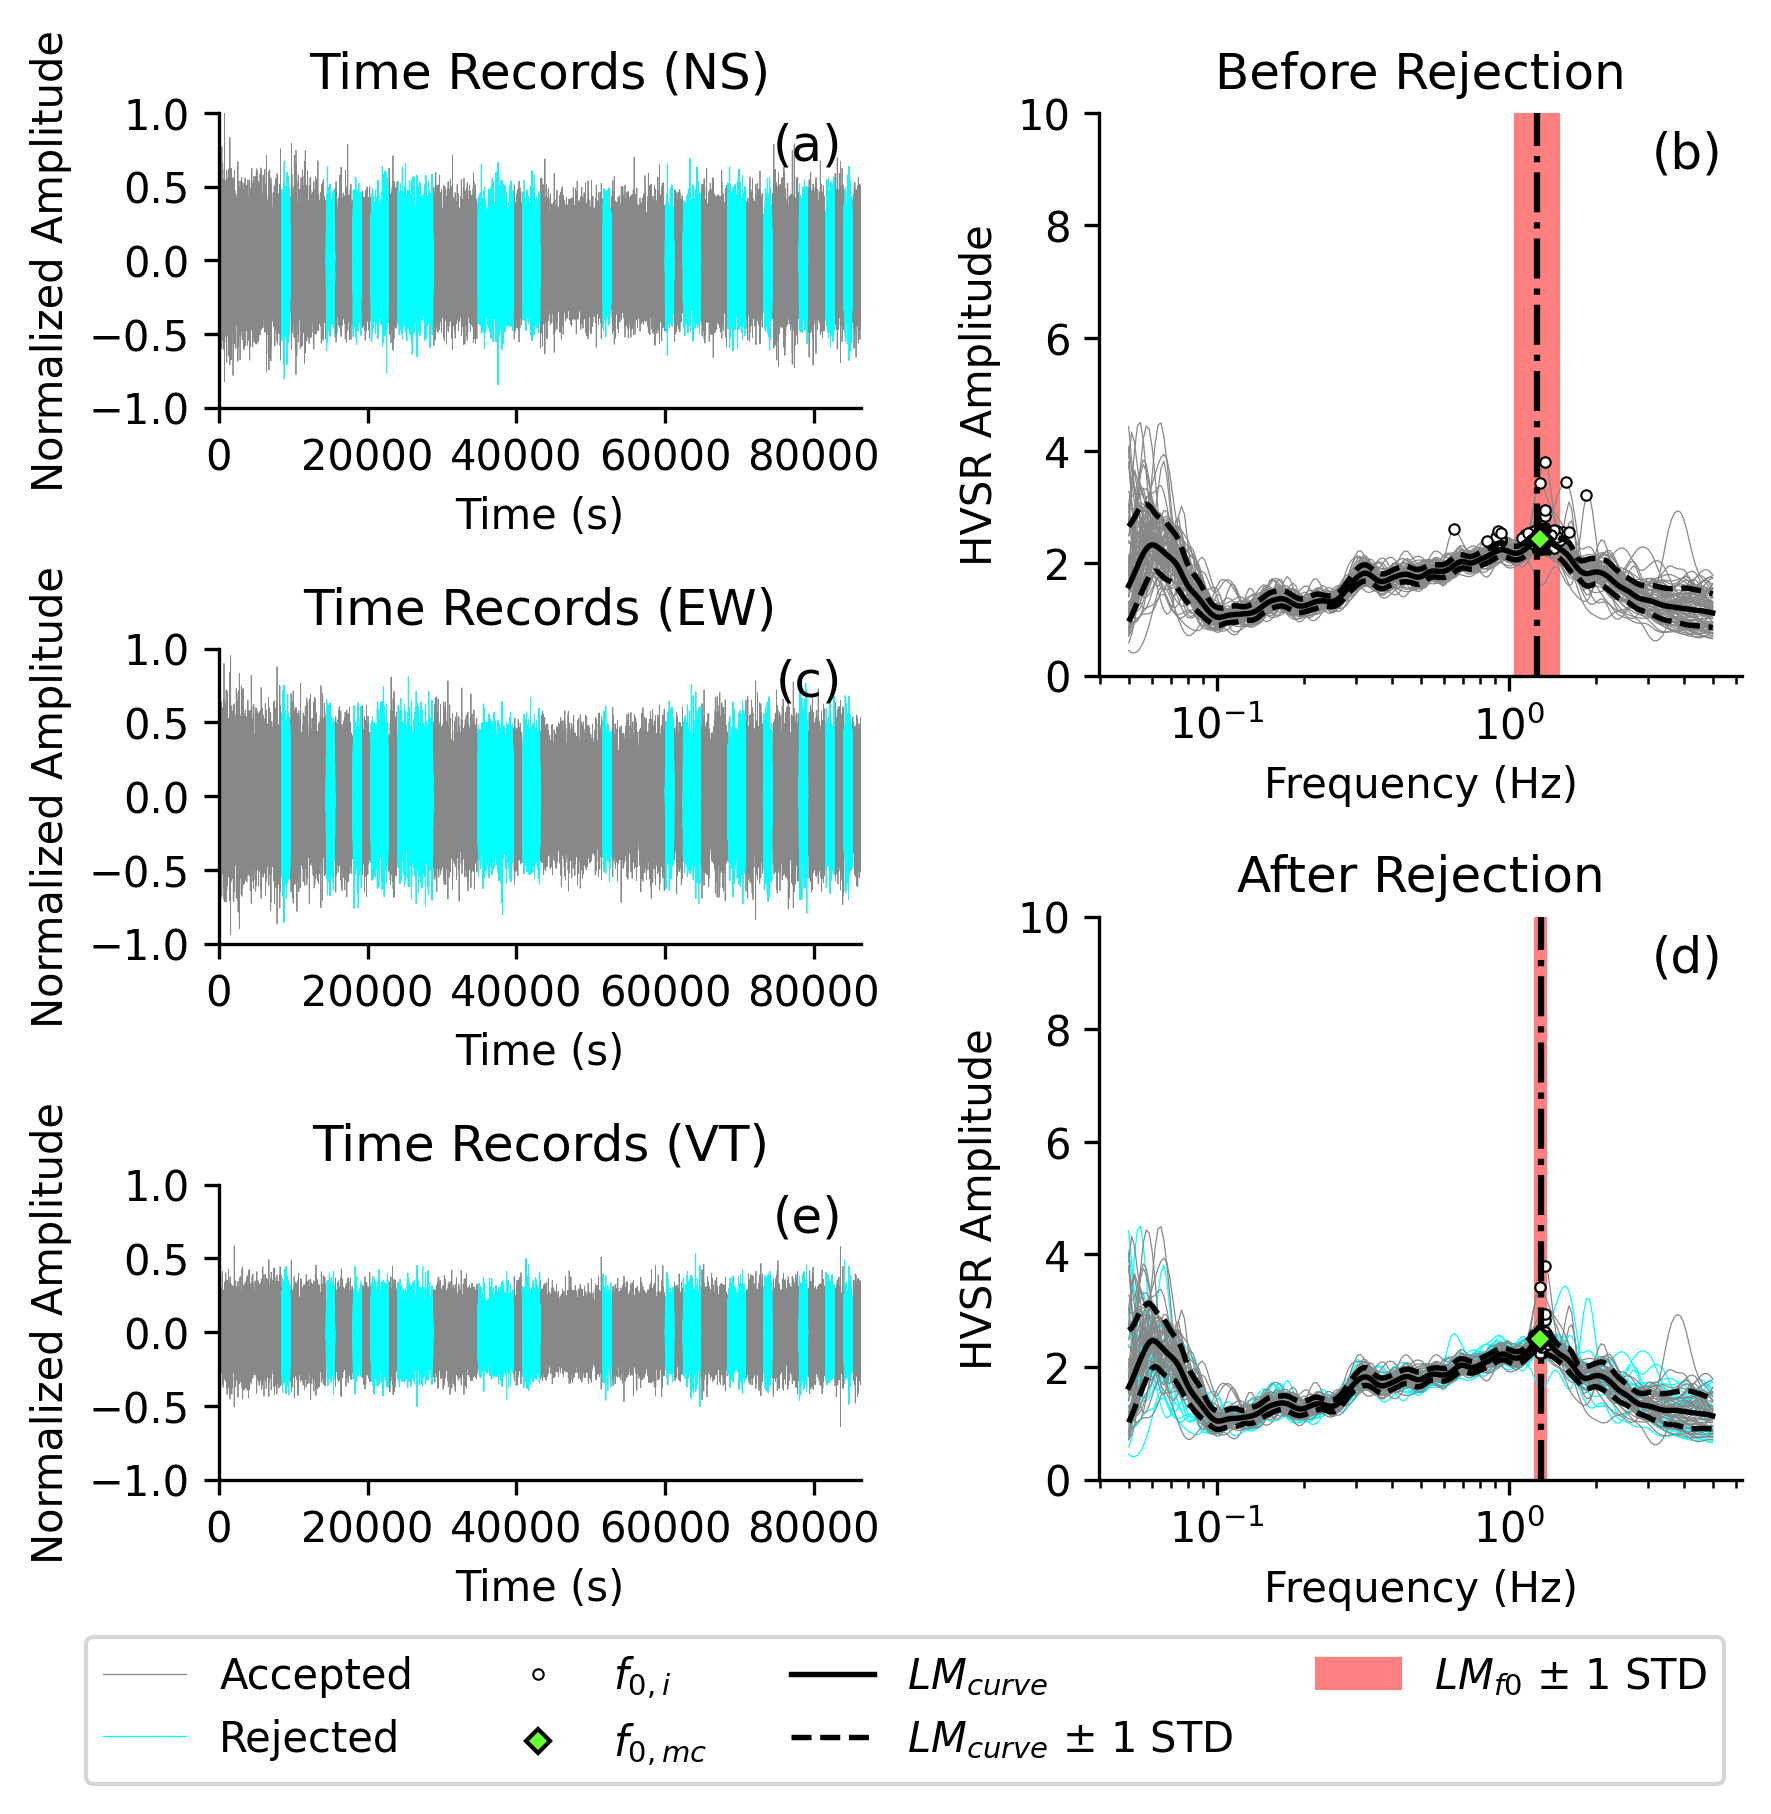 Time Records (NS)
(a)
Normalized Amplitude
1.0
0.5
0.0
−0.5
−1.0
0 20000 40000 60000 80000
Time (s)
Before Rejection
(b)
HVSR Amplitude
10
8
6
4
2
0
10⁻¹ 10⁰
Frequency (Hz)
Time Records (EW)
(c)
Normalized Amplitude
1.0
0.5
0.0
−0.5
−1.0
0 20000 40000 60000 80000
Time (s)
After Rejection
(d)
HVSR Amplitude
10
8
6
4
2
0
10⁻¹ 10⁰
Frequency (Hz)
Time Records (VT)
(e)
Normalized Amplitude
1.0
0.5
0.0
−0.5
−1.0
0 20000 40000 60000 80000
Time (s)
Accepted f0,i LMcurve LMf0 ± 1 STD
Rejected f0,mc LMcurve ± 1 STD